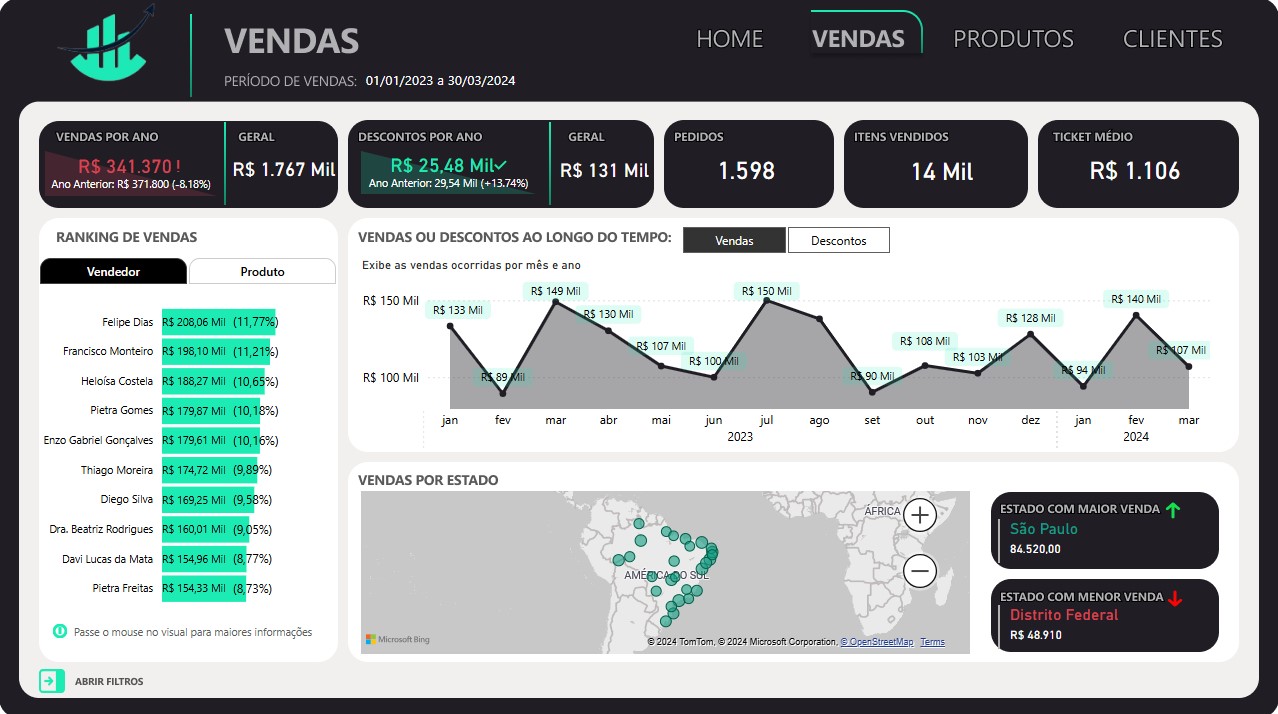 VENDAS
PERÍODO DE VENDAS: 01/01/2023 a 30/03/2024
HOME VENDAS PRODUTOS CLIENTES
VENDAS POR ANO
R$ 341.370 !
Ano Anterior: R$ 371.800 (-8.18%)
GERAL
R$ 1.767 Mil
DESCONTOS POR ANO
R$ 25,48 Mil✓
Ano Anterior: 29,54 Mil (+13.74%)
GERAL
R$ 131 Mil
PEDIDOS
1.598
ITENS VENDIDOS
14 Mil
TICKET MÉDIO
R$ 1.106
RANKING DE VENDAS
Vendedor Produto
Felipe Dias R$ 208,06 Mil (11,77%)
Francisco Monteiro R$ 198,10 Mil (11,21%)
Heloísa Costela R$ 188,27 Mil (10,65%)
Pietra Gomes R$ 179,87 Mil (10,18%)
Enzo Gabriel Gonçalves R$ 179,61 Mil (10,16%)
Thiago Moreira R$ 174,72 Mil (9,89%)
Diego Silva R$ 169,25 Mil (9,58%)
Dra. Beatriz Rodrigues R$ 160,01 Mil (9,05%)
Davi Lucas da Mata R$ 154,96 Mil (8,77%)
Pietra Freitas R$ 154,33 Mil (8,73%)
Passe o mouse no visual para maiores informações
VENDAS OU DESCONTOS AO LONGO DO TEMPO: Vendas Descontos
Exibe as vendas ocorridas por mês e ano
R$ 150 Mil
R$ 100 Mil
R$ 133 Mil
R$ 89 Mil
R$ 149 Mil
R$ 130 Mil
R$ 107 Mil
R$ 100 Mil
R$ 150 Mil
R$ 90 Mil
R$ 108 Mil
R$ 103 Mil
R$ 128 Mil
R$ 94 Mil
R$ 140 Mil
R$ 107 Mil
jan fev mar abr mai jun jul ago set out nov dez jan fev mar
2023 2024
VENDAS POR ESTADO
ÁFRICA
AMÉRICA DO SUL
Microsoft Bing
© 2024 TomTom, © 2024 Microsoft Corporation, © OpenStreetMap Terms
ESTADO COM MAIOR VENDA
São Paulo
84.520,00
ESTADO COM MENOR VENDA
Distrito Federal
R$ 48.910
ABRIR FILTROS